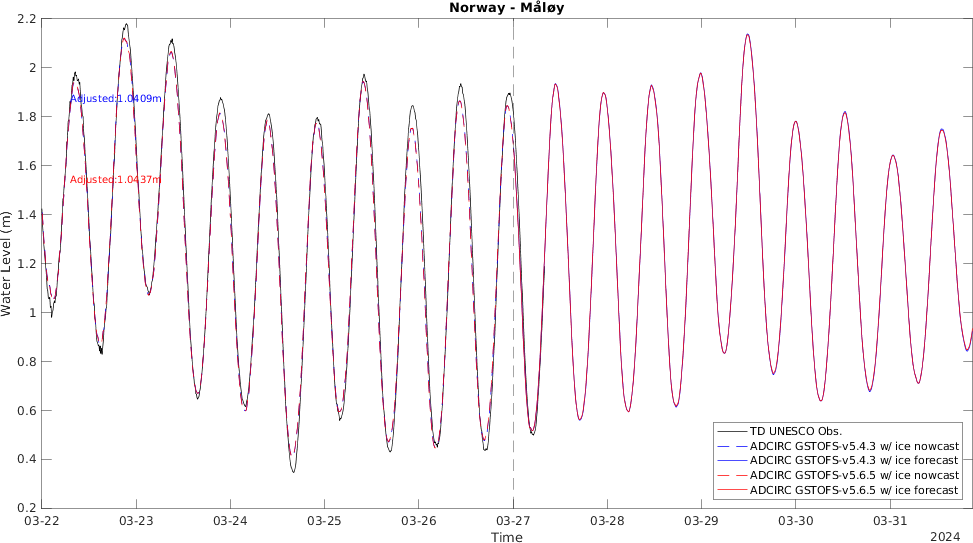 Norway - Måløy
2.2
2
1.8
1.6
1.4
1.2
1
0.8
0.6
0.4
0.2
Water Level (m)
Adjusted:1.0409m
Adjusted:1.0437m
TD UNESCO Obs.
ADCIRC GSTOFS-v5.4.3 w/ ice nowcast
ADCIRC GSTOFS-v5.4.3 w/ ice forecast
ADCIRC GSTOFS-v5.6.5 w/ ice nowcast
ADCIRC GSTOFS-v5.6.5 w/ ice forecast
03-22 03-23 03-24 03-25 03-26 03-27 03-28 03-29 03-30 03-31
Time
2024